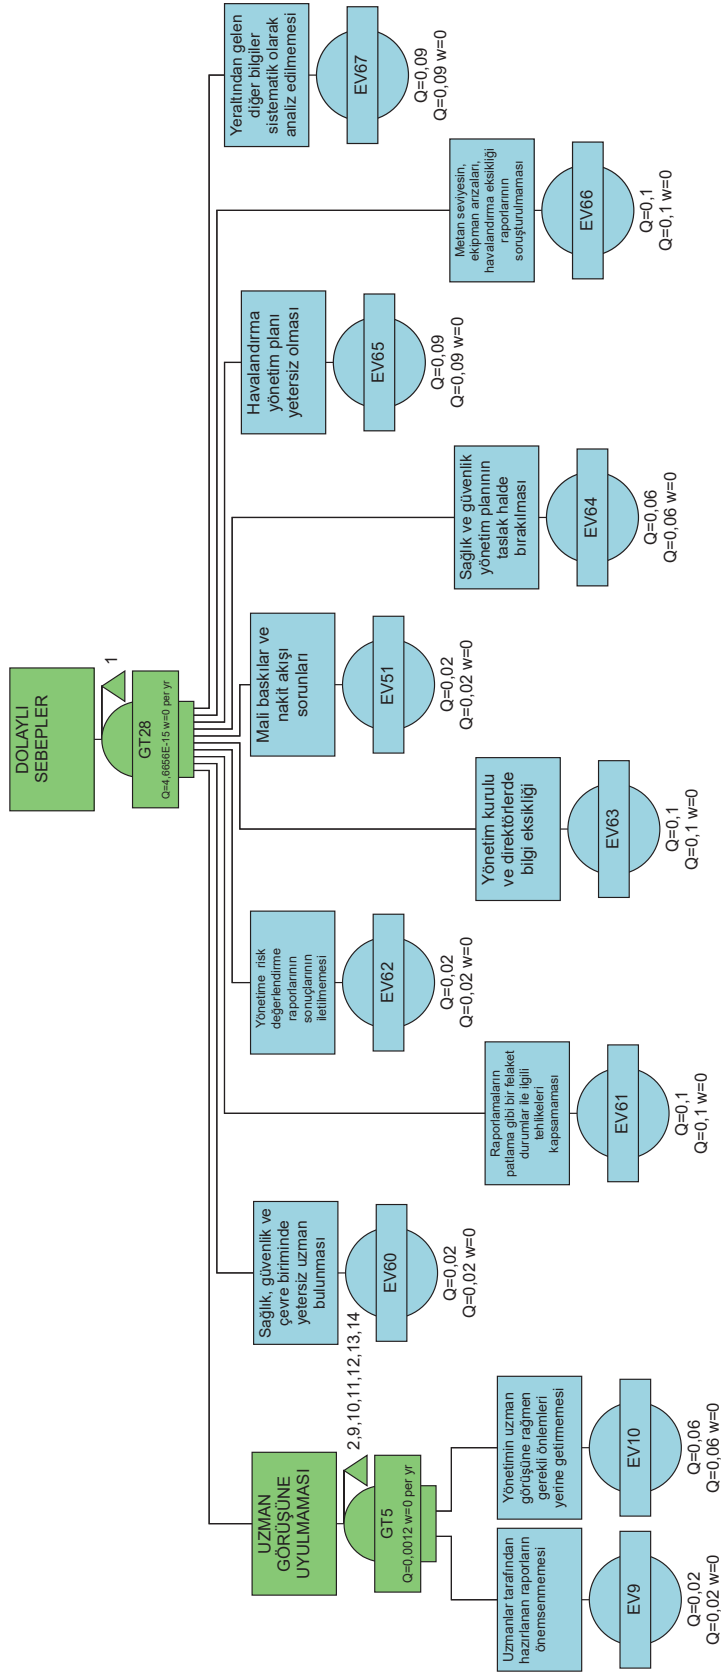 DOLAYLI
SEBEPLER
1
GT28
Q=4,6656E-15 w=0 per yr
UZMAN
GÖRÜŞÜNE
UYULMAMASI
2,9,10,11,12,13,14
GT5
Q=0,0012 w=0 per yr
Uzmanlar tarafından
hazırlanan raporların
önemsenmemesi
EV9
Q=0,02
Q=0,02 w=0
Yönetimin uzman
görüşüne rağmen
gerekli önlemleri
yerine getirmemesi
EV10
Q=0,06
Q=0,06 w=0
Sağlık, güvenlik ve
çevre biriminde
yetersiz uzman
bulunması
EV60
Q=0,02
Q=0,02 w=0
Raporlamaların
patlama gibi bir felaket
durumlar ile ilgili
tehlikeleri
kapsamaması
EV61
Q=0,1
Q=0,1 w=0
Yönetime risk
değerlendirme
raporlarının
sonuçlarının
iletilmemesi
EV62
Q=0,02
Q=0,02 w=0
Yönetim kurulu
ve direktörlerde
bilgi eksikliği
EV63
Q=0,1
Q=0,1 w=0
Mali baskılar ve
nakit akışı
sorunları
EV51
Q=0,02
Q=0,02 w=0
Sağlık ve güvenlik
yönetim planının
taslak halde
bırakılması
EV64
Q=0,06
Q=0,06 w=0
Havalandırma
yönetim planı
yetersiz olması
EV65
Q=0,09
Q=0,09 w=0
Metan seviyesin,
ekipman arızaları,
havalandırma eksikliği
raporlarının
soruşturulmaması
EV66
Q=0,1
Q=0,1 w=0
Yeraltından gelen
diğer bilgiler
sistematik olarak
analiz edilmemesi
EV67
Q=0,09
Q=0,09 w=0